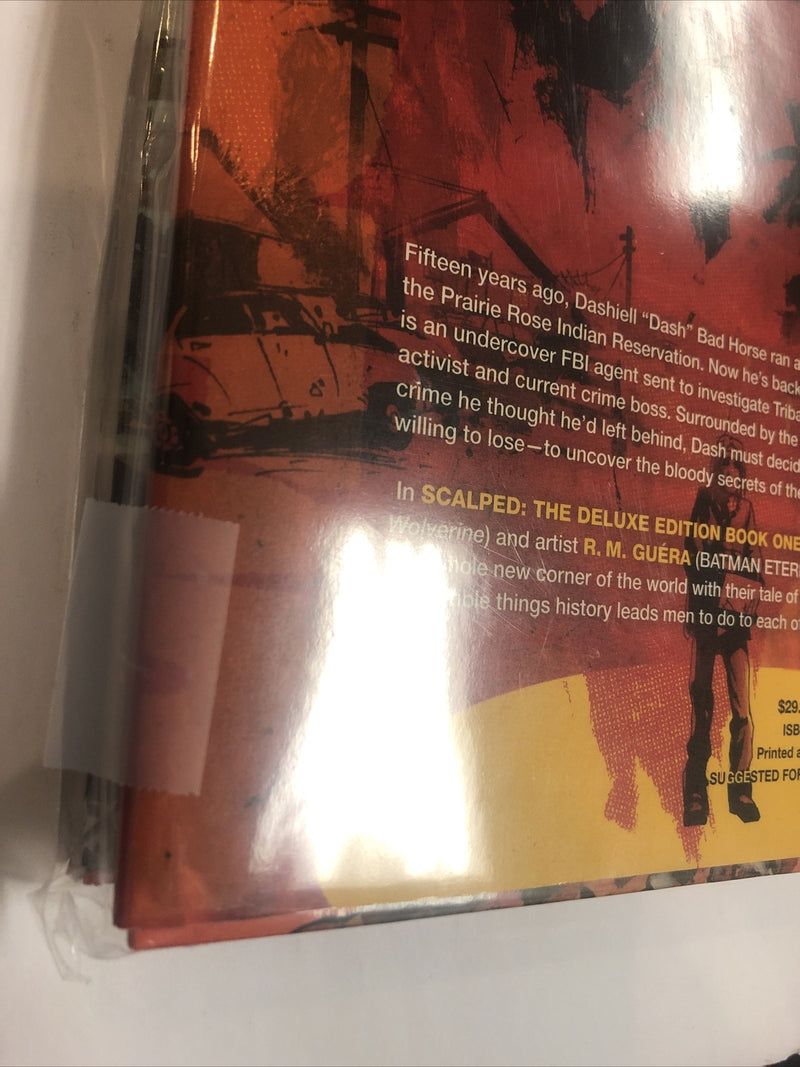 Fifteen years ago, Dashiell “Dash” Bad Horse ran a
the Prairie Rose Indian Reservation. Now he's back
is an undercover FBI agent sent to investigate Triba
activist and current crime boss. Surrounded by the
crime he thought he'd left behind, Dash must decid
willing to lose—to uncover the bloody secrets of the
In SCALPED: THE DELUXE EDITION BOOK ONE
Wolverine) and artist R. M. GUÉRA (BATMAN ETER
new corner of the world with their tale of
things history leads men to do to each ot
$29.
ISB
Printed a
SUGGESTED FOR